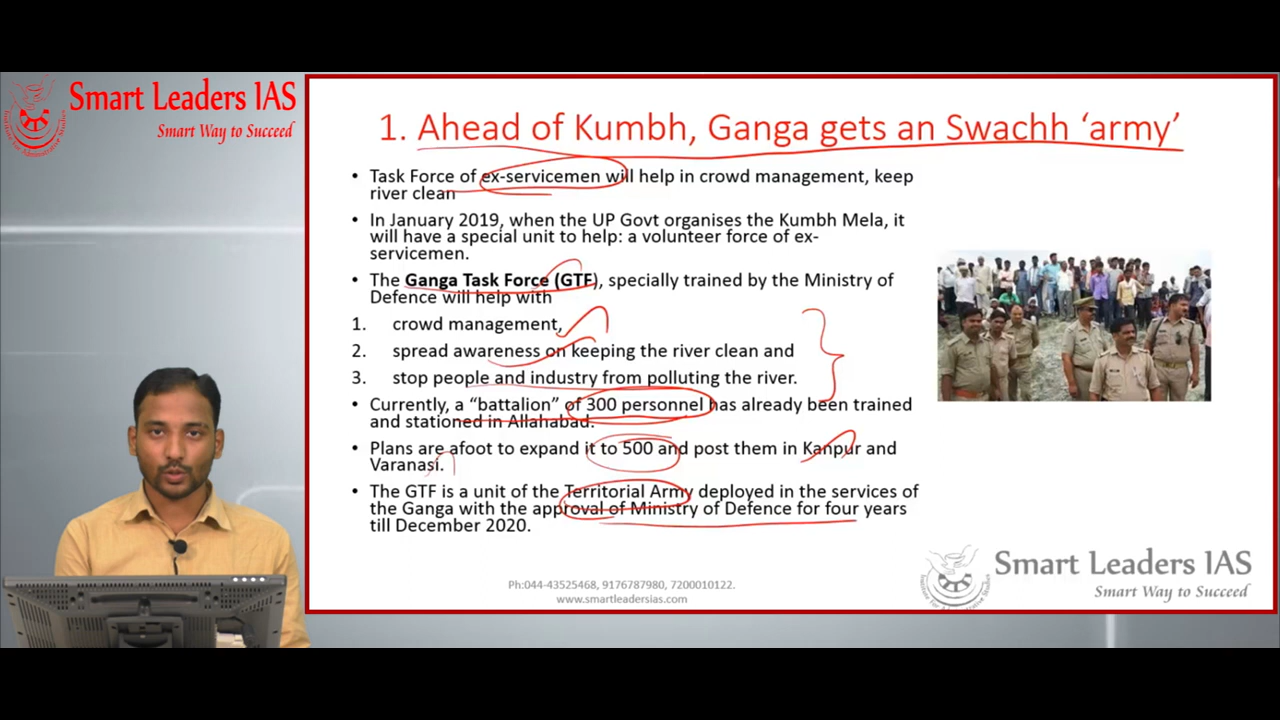 Smart Leaders IAS
Smart Way to Succeed
1. Ahead of Kumbh, Ganga gets an Swachh ‘army’
• Task Force of ex-servicemen will help in crowd management, keep
river clean
• In January 2019, when the UP Govt organises the Kumbh Mela, it
will have a special unit to help: a volunteer force of ex-
servicemen.
• The Ganga Task Force (GTF), specially trained by the Ministry of
Defence will help with
1. crowd management,
2. spread awareness on keeping the river clean and
3. stop people and industry from polluting the river.
• Currently, a “battalion” of 300 personnel has already been trained
and stationed in Allahabad.
• Plans are afoot to expand it to 500 and post them in Kanpur and
Varanasi.
• The GTF is a unit of the Territorial Army deployed in the services of
the Ganga with the approval of Ministry of Defence for four years
till December 2020.
Ph:044-43525468, 9176787980, 7200010122.
www.smartleadersias.com
Smart Leaders IAS
Smart Way to Succeed